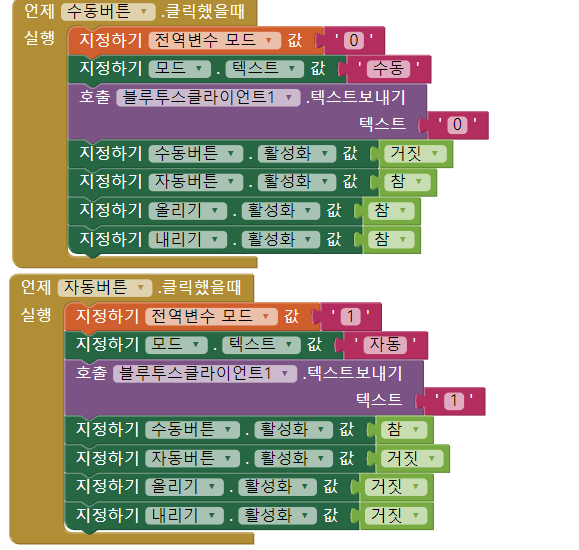 언제 수동버튼 .클릭했을때
실행 지정하기 전역변수 모드 값 ' 0 '
지정하기 모드 . 텍스트 값 ' 수동 '
호출 블루투스클라이언트1 .텍스트보내기
텍스트 ' 0 '
지정하기 수동버튼 . 활성화 값 거짓
지정하기 자동버튼 . 활성화 값 참
지정하기 올리기 . 활성화 값 참
지정하기 내리기 . 활성화 값 참
언제 자동버튼 .클릭했을때
실행 지정하기 전역변수 모드 값 ' 1 '
지정하기 모드 . 텍스트 값 ' 자동 '
호출 블루투스클라이언트1 .텍스트보내기
텍스트 ' 1 '
지정하기 수동버튼 . 활성화 값 참
지정하기 자동버튼 . 활성화 값 거짓
지정하기 올리기 . 활성화 값 거짓
지정하기 내리기 . 활성화 값 거짓